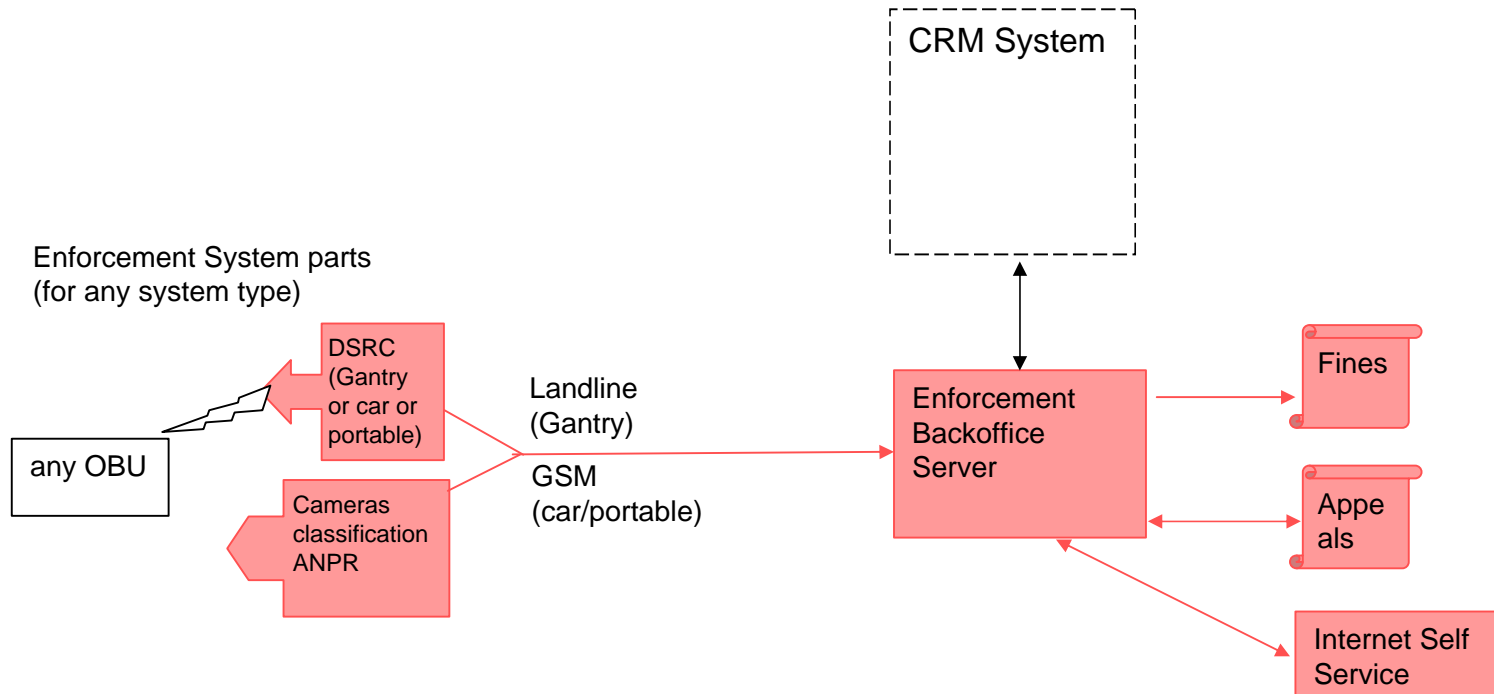 CRM System
Enforcement System parts
(for any system type)
DSRC
(Gantry
or car or
portable)
any OBU
Cameras
classification
ANPR
Landline
(Gantry)
GSM
(car/portable)
Enforcement
Backoffice
Server
Fines
Appe
als
Internet Self
Service